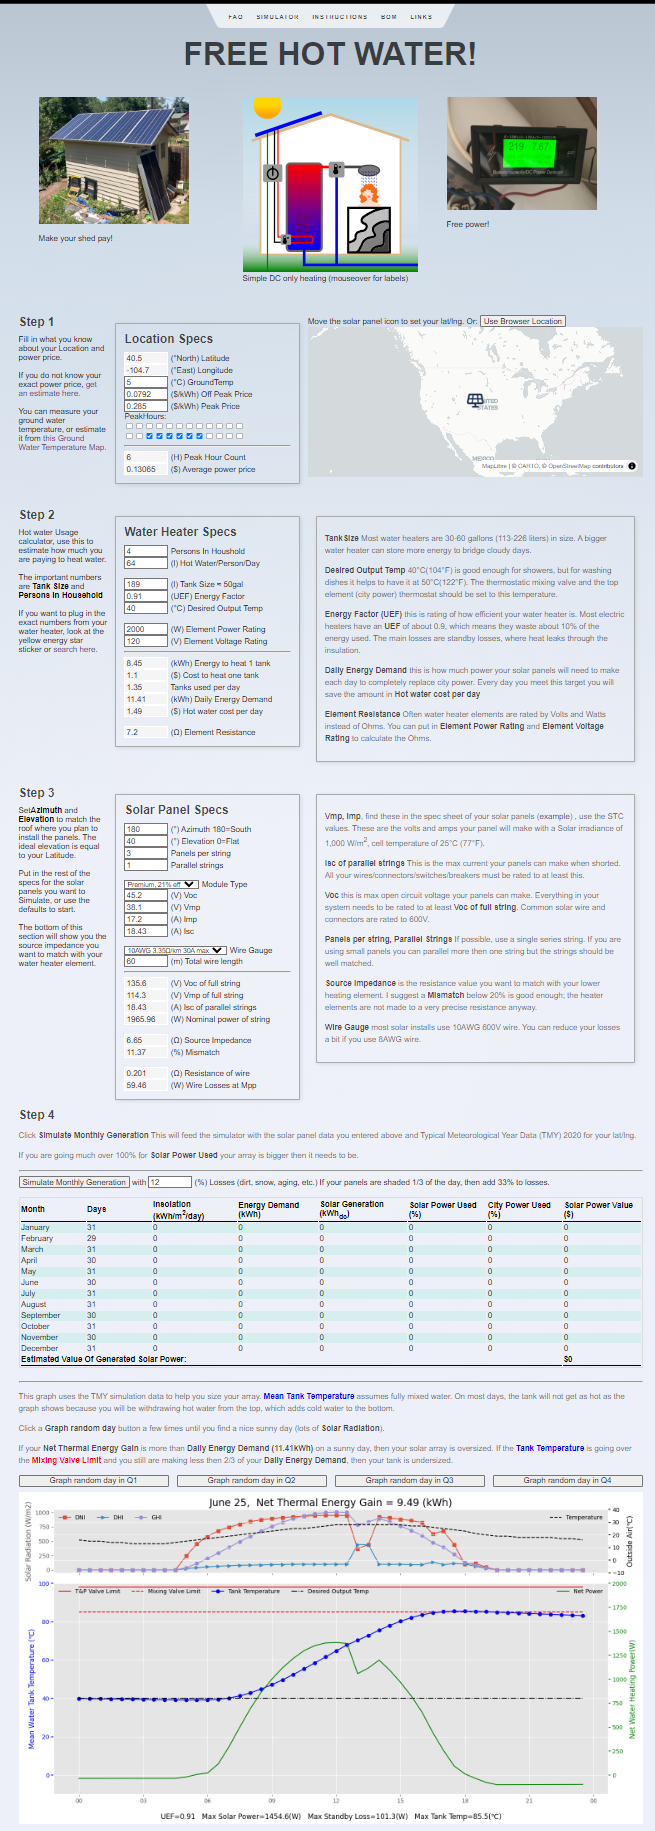 FAQ SIMULATOR INSTRUCTIONS BOM LINKS
FREE HOT WATER!
Make your shed pay!
Simple DC only heating (mouseover for labels)
219 7.67
Free power!
Step 1
Fill in what you know
about your Location and
power price.
If you do not know your
exact power price, get
an estimate here.
You can measure your
ground water
temperature, or estimate
it from this Ground
Water Temperature Map.
Location Specs
40.5 (°North) Latitude
-104.7 (°East) Longitude
5 (°C) GroundTemp
0.0792 ($/kWh) Off Peak Price
0.285 ($/kWh) Peak Price
PeakHours:
6 (H) Peak Hour Count
0.13065 ($) Average power price
Move the solar panel icon to set your lat/lng. Or: Use Browser Location
UNITED
STATES
MEXICO
MapLibre | © CARTO, © OpenStreetMap contributors
Step 2
Hot water Usage
calculator, use this to
estimate how much you
are paying to heat water.
The important numbers
are Tank Size and
Persons In Household
If you want to plug in the
exact numbers from your
water heater, look at the
yellow energy star
sticker or search here.
Water Heater Specs
4 Persons In Houshold
64 (l) Hot Water/Person/Day
189 (l) Tank Size ≈ 50gal
0.91 (UEF) Energy Factor
40 (°C) Desired Output Temp
2000 (W) Element Power Rating
120 (V) Element Voltage Rating
8.45 (kWh) Energy to heat 1 tank
1.1 ($) Cost to heat one tank
1.35 Tanks used per day
11.41 (kWh) Daily Energy Demand
1.49 ($) Hot water cost per day
7.2 (Ω) Element Resistance
Tank Size Most water heaters are 30-60 gallons (113-226 liters) in size. A bigger
water heater can store more energy to bridge cloudy days.
Desired Output Temp 40°C(104°F) is good enough for showers, but for washing
dishes it helps to have it at 50°C(122°F). The thermostatic mixing valve and the top
element (city power) thermostat should be set to this temperature.
Energy Factor (UEF) this is rating of how efficient your water heater is. Most electric
heaters have an UEF of about 0.9, which means they waste about 10% of the
energy used. The main losses are standby losses, where heat leaks through the
insulation.
Daily Energy Demand this is how much power your solar panels will need to make
each day to completely replace city power. Every day you meet this target you will
save the amount in Hot water cost per day
Element Resistance Often water heater elements are rated by Volts and Watts
instead of Ohms. You can put in Element Power Rating and Element Voltage
Rating to calculate the Ohms.
Step 3
SetAzimuth and
Elevation to match the
roof where you plan to
install the panels. The
ideal elevation is equal
to your Latitude.
Put in the rest of the
specs for the solar
panels you want to
Simulate, or use the
defaults to start.
The bottom of this
section will show you the
source impedance you
want to match with your
water heater element.
Solar Panel Specs
180 (°) Azimuth 180=South
40 (°) Elevation 0=Flat
3 Panels per string
1 Parallel strings
Premium, 21% eff Module Type
45.2 (V) Voc
38.1 (V) Vmp
17.2 (A) Imp
18.43 (A) Isc
10AWG 3.35Ω/km 30A max Wire Gauge
60 (m) Total wire length
135.6 (V) Voc of full string
114.3 (V) Vmp of full string
18.43 (A) Isc of parallel strings
1965.96 (W) Nominal power of string
6.65 (Ω) Source Impedance
11.37 (%) Mismatch
0.201 (Ω) Resistance of wire
59.46 (W) Wire Losses at Mpp
Vmp, Imp, find these in the spec sheet of your solar panels (example) , use the STC
values. These are the volts and amps your panel will make with a Solar irradiance of
1,000 W/m2, cell temperature of 25°C (77°F).
Isc of parallel strings This is the max current your panels can make when shorted.
All your wires/connectors/switches/breakers must be rated to at least this.
Voc this is max open circuit voltage your panels can make. Everything in your
system needs to be rated to at least Voc of full string. Common solar wire and
connectors are rated to 600V.
Panels per string, Parallel Strings If possible, use a single series string. If you are
using small panels you can parallel more then one string but the strings should be
well matched.
Source Impedance is the resistance value you want to match with your lower
heating element. I suggest a Mismatch below 20% is good enough; the heater
elements are not made to a very precise resistance anyway.
Wire Gauge most solar installs use 10AWG 600V wire. You can reduce your losses
a bit if you use 8AWG wire.
Step 4
Click Simulate Monthly Generation This will feed the simulator with the solar panel data you entered above and Typical Meteorological Year Data (TMY) 2020 for your lat/lng.
If you are going much over 100% for Solar Power Used your array is bigger then it needs to be.
Simulate Monthly Generation with 12 (%) Losses (dirt, snow, aging, etc.) If your panels are shaded 1/3 of the day, then add 33% to losses.
Month Days Insolation (kWh/m2/day) Energy Demand (kWh) Solar Generation (kWhdc) Solar Power Used (%) City Power Used (%) Solar Power Value ($)
January 31 0 0 0 0 0 0
February 29 0 0 0 0 0 0
March 31 0 0 0 0 0 0
April 30 0 0 0 0 0 0
May 31 0 0 0 0 0 0
June 30 0 0 0 0 0 0
July 31 0 0 0 0 0 0
August 31 0 0 0 0 0 0
September 30 0 0 0 0 0 0
October 31 0 0 0 0 0 0
November 30 0 0 0 0 0 0
December 31 0 0 0 0 0 0
Estimated Value Of Generated Solar Power: $0
This graph uses the TMY simulation data to help you size your array. Mean Tank Temperature assumes fully mixed water. On most days, the tank will not get as hot as the
graph shows because you will be withdrawing hot water from the top, which adds cold water to the bottom.
Click a Graph random day button a few times until you find a nice sunny day (lots of Solar Radiation).
If your Net Thermal Energy Gain is more than Daily Energy Demand (11.41kWh) on a sunny day, then your solar array is oversized. If the Tank Temperature is going over
the Mixing Valve Limit and you still are making less then 2/3 of your Daily Energy Demand, then your tank is undersized.
Graph random day in Q1 Graph random day in Q2 Graph random day in Q3 Graph random day in Q4
June 25, Net Thermal Energy Gain = 9.49 (kWh)
Solar Radiation (W/m2)
1000
750
500
250
0
DNI DHI GHI Temperature
40
30
20
10
0
−10
Outside Air(℃)
T&P Valve Limit Mixing Valve Limit Tank Temperature Desired Output Temp Net Power
Mean Water Tank Temperature (℃)
100
80
60
40
20
0
2000
1750
1500
1250
1000
750
500
250
0
Net Water Heating Power(W)
00 03 06 09 12 15 18 21 00
UEF=0.91 Max Solar Power=1454.6(W) Max Standby Loss=101.3(W) Max Tank Temp=85.5(℃)